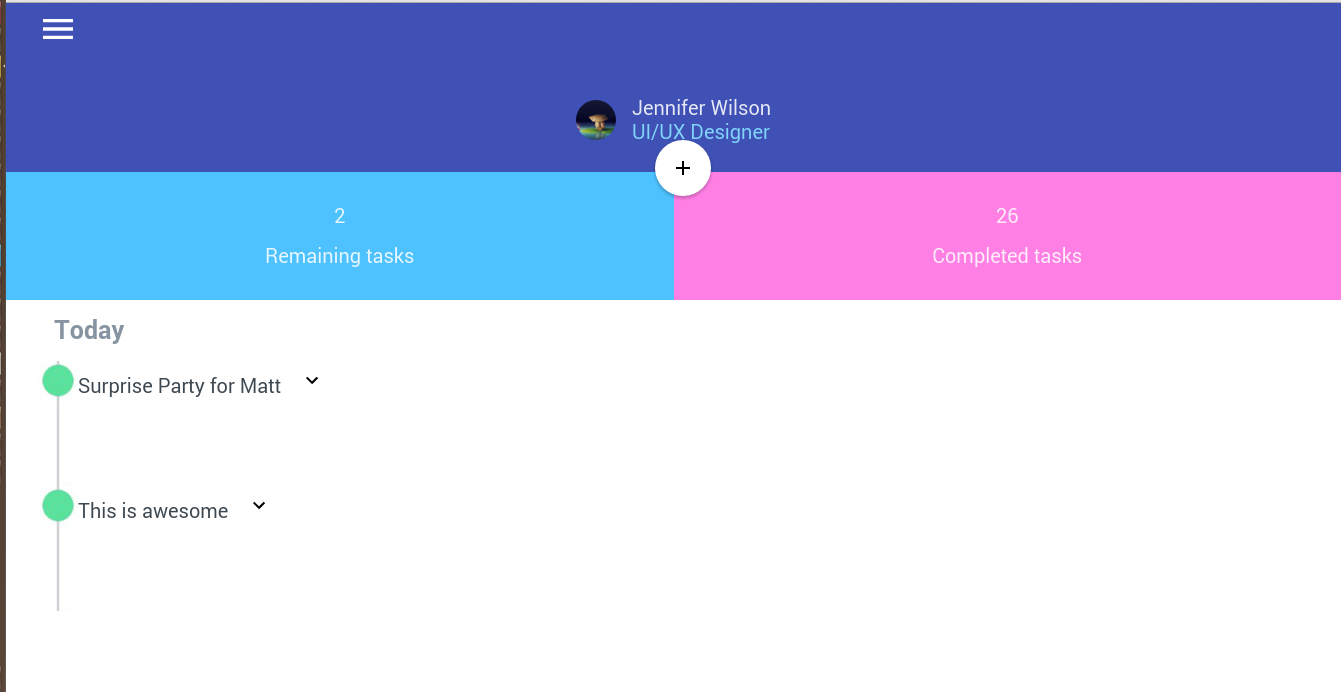 Jennifer Wilson
UI/UX Designer
+
2
Remaining tasks
26
Completed tasks
Today
Surprise Party for Matt
This is awesome